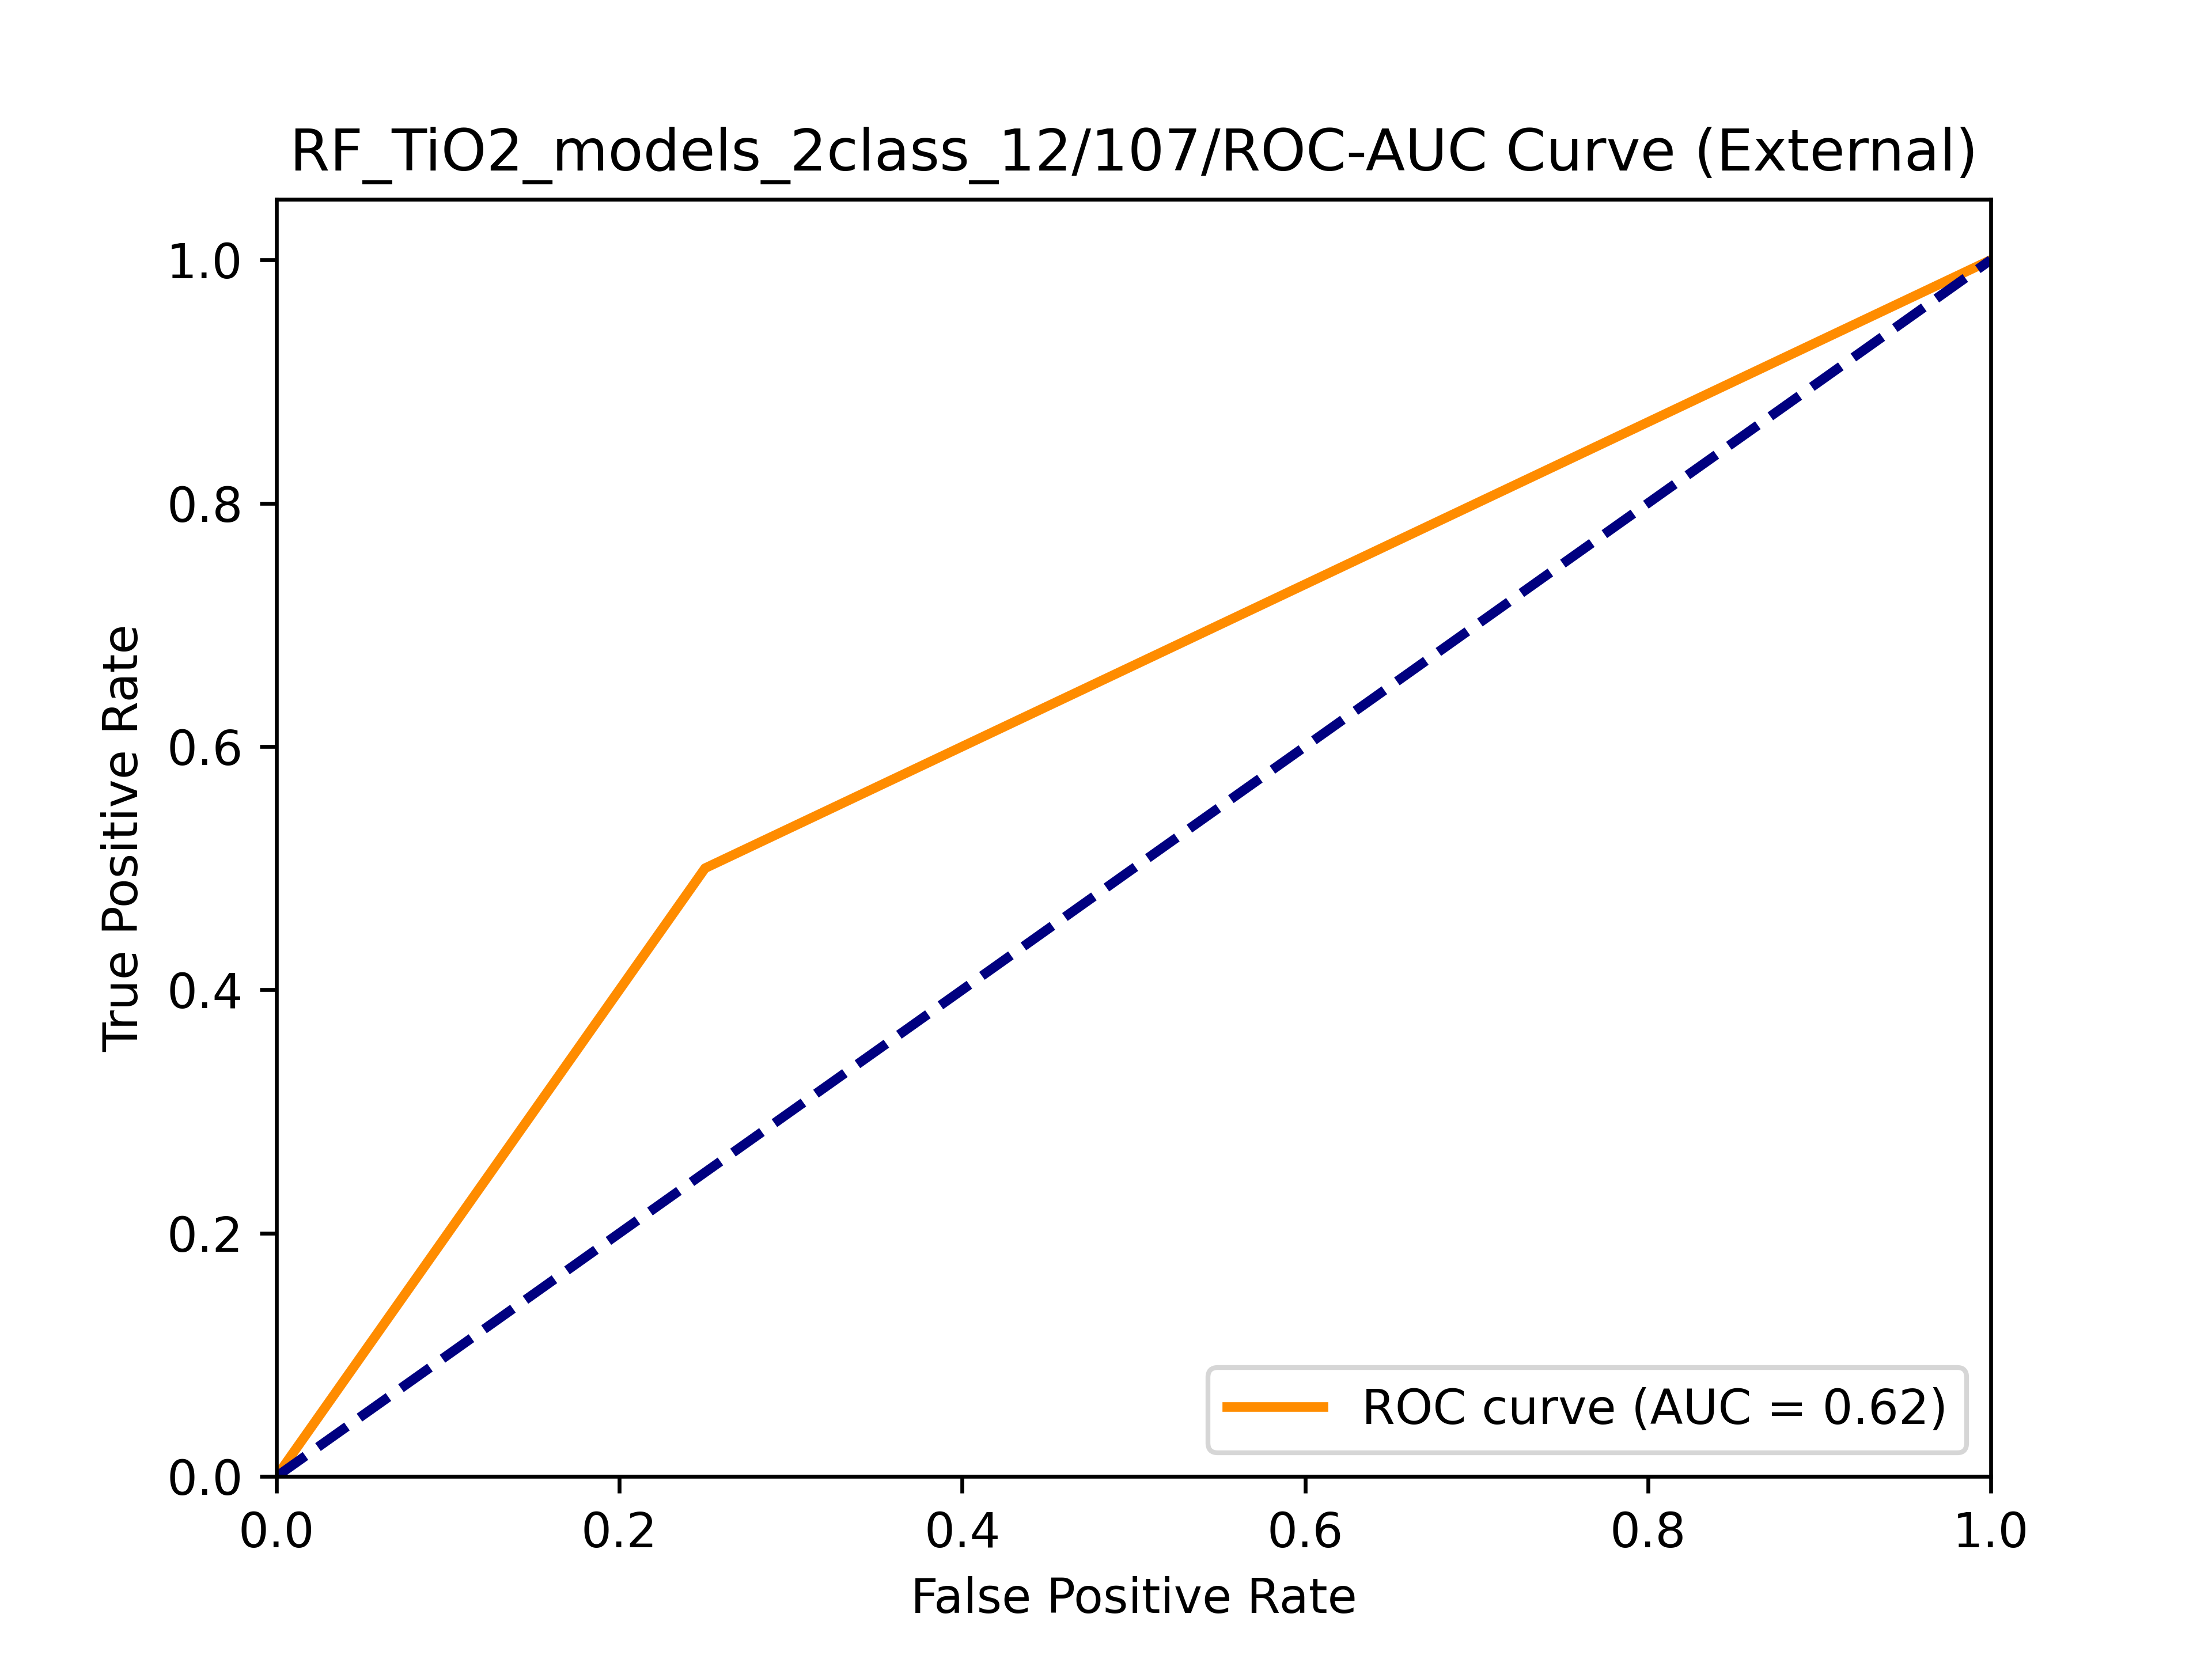 RF_TiO2_models_2class_12/107/ROC-AUC Curve (External)
True Positive Rate
1.0
0.8
0.6
0.4
0.2
0.0
ROC curve (AUC = 0.62)
0.0 0.2 0.4 0.6 0.8 1.0
False Positive Rate